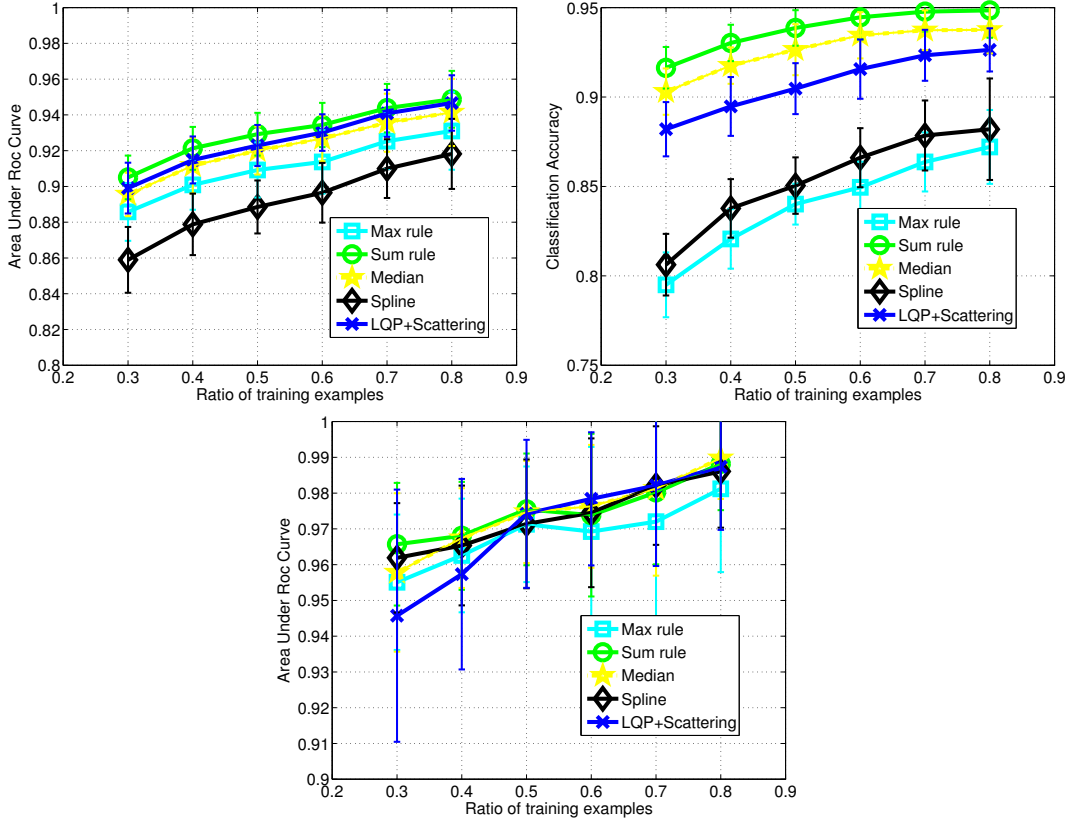 1
0.98
0.96
0.94
0.92
0.9
0.88
0.86
0.84
0.82
0.8
0.2 0.3 0.4 0.5 0.6 0.7 0.8 0.9
Ratio of training examples
Area Under Roc Curve
Max rule
Sum rule
Median
Spline
LQP+Scattering
0.95
0.9
0.85
0.8
0.75
0.2 0.3 0.4 0.5 0.6 0.7 0.8 0.9
Ratio of training examples
Classification Accuracy
Max rule
Sum rule
Median
Spline
LQP+Scattering
1
0.99
0.98
0.97
0.96
0.95
0.94
0.93
0.92
0.91
0.9
0.2 0.3 0.4 0.5 0.6 0.7 0.8 0.9
Ratio of training examples
Area Under Roc Curve
Max rule
Sum rule
Median
Spline
LQP+Scattering